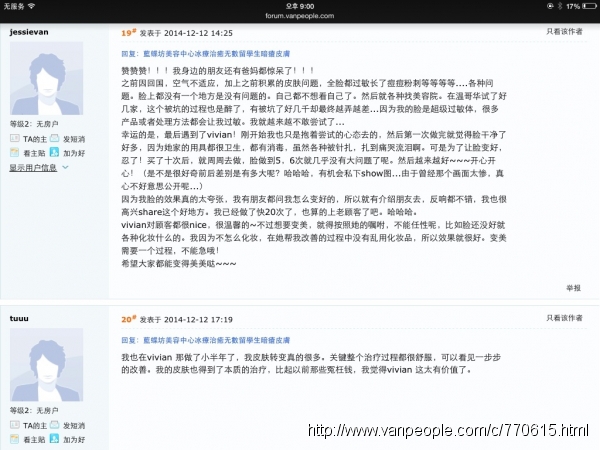 无服务 오후 9:00 17%
forum.vanpeople.com
jessievan
19# 发表于 2014-12-12 14:25 只看该作者
回复：藍蝶坊美容中心冰療治癒无數留學生暗瘡皮膚
赞赞赞！！！我身边的朋友还有爸妈都惊呆了！！！
之前因回国，空气不适应，加上之前积累的皮肤问题，全脸都过敏长了痘痘粉刺等等等等....各种问
题。脸上都没有一个地方是没有问题的。自己都不想看自己了。然后就各种找美容院。在温哥华试了好
几家，这个被坑的过程也是醉了，有被坑了好几千却最终越弄越差...因为我的脸是超级过敏体，很多
产品或者处理方法都会让我过敏。我就越来越不敢尝试了...
幸运的是，最后遇到了vivian！刚开始我也只是抱着尝试的心态去的，然后第一次做完就觉得脸干净了
好多，因为她家的用具都很卫生，都有消毒，虽然各种被针扎，扎到痛哭流泪啊。可是为了让脸变好，
忍了！买了十次后，就周周去做，脸做到5，6次就几乎没有大问题了呢。然后越来越好~~~开心开
心！（是不是很好奇前后差别是有多大呢？哈哈哈，有机会私下show图...由于曾经那个画面太惨，真
心不好意思公开呢...）
因为我脸的效果真的太夸张，我有朋友都问我怎么变好的，所以就有介绍朋友去，反响都不错，我也很
高兴share这个好地方。我已经做了快20次了，也算的上老顾客了吧。哈哈哈。
vivian对顾客都很nice，很温馨的~不过想要变美，就得按照她的嘱咐，不能任性呢，比如脸还没好就
各种化妆什么的。我因为不怎么化妆，在她帮我改善的过程中没有乱用化妆品，所以效果就很好。变美
需要一个过程，不能急哦！
希望大家都能变得美美哒~~~
等级2：无房户
TA的主 发短消
看主贴 加为好
显示用户信息
举报
tuuu
20# 发表于 2014-12-12 17:19 只看该作者
回复：藍蝶坊美容中心冰療治癒无數留學生暗瘡皮膚
我也在vivian 那做了小半年了，我皮肤转变真的很多。关键整个治疗过程都很舒服，可以看见一步步
的改善。我的皮肤也得到了本质的治疗，比起以前那些冤枉钱，我觉得vivian 这太有价值了。
等级2：无房户
TA的主 发短消
看主贴 加为好
http://www.vanpeople.com/c/770615.html